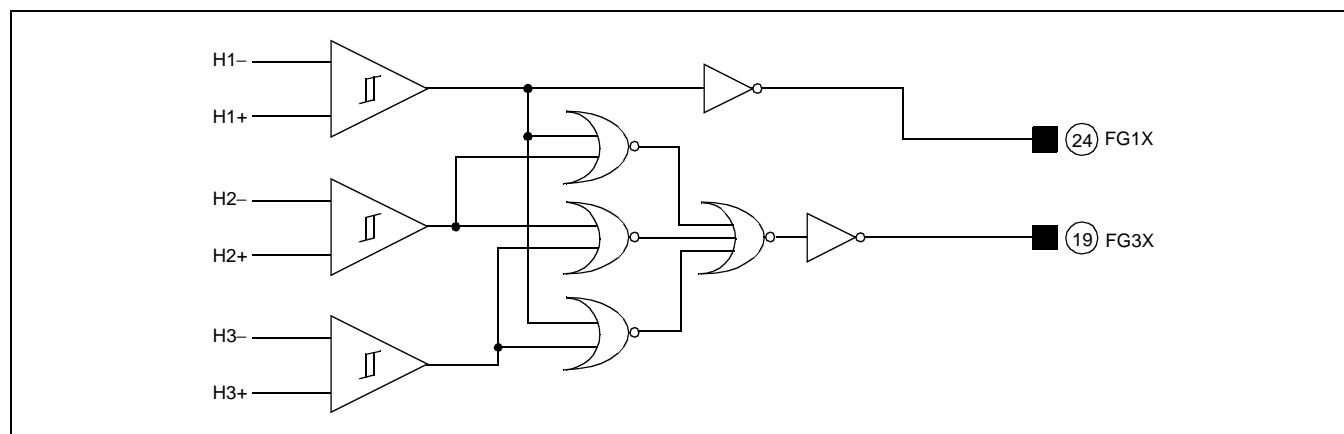 H1−
H1+
24 FG1X
H2−
H2+
19 FG3X
H3−
H3+